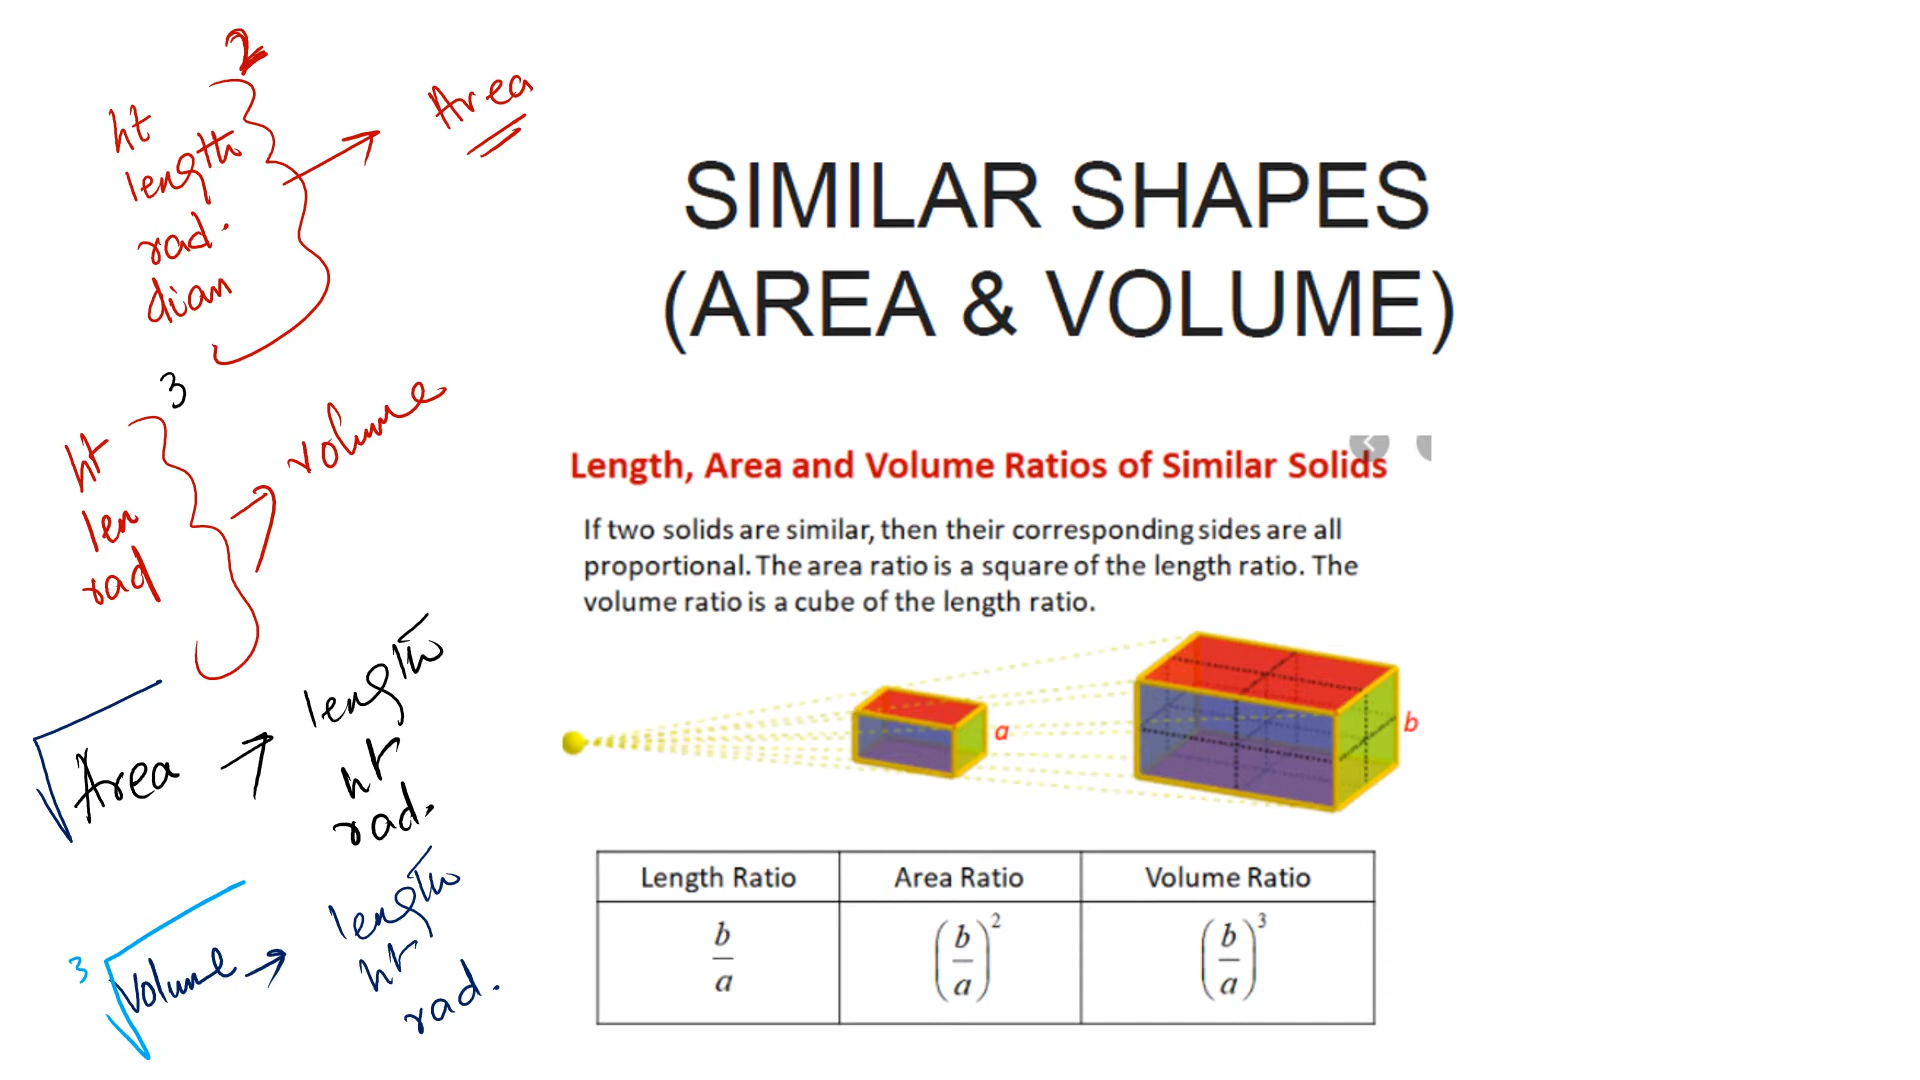 2
ht
length
rad.
diam
Area
3
ht
len
rad
volume
√Area → length
ht
rad.
3√Volume → length
ht
rad.
SIMILAR SHAPES
(AREA & VOLUME)
Length, Area and Volume Ratios of Similar Solids
If two solids are similar, then their corresponding sides are all
proportional. The area ratio is a square of the length ratio. The
volume ratio is a cube of the length ratio.
a
b
Length Ratio Area Ratio Volume Ratio
b/a (b/a)² (b/a)³